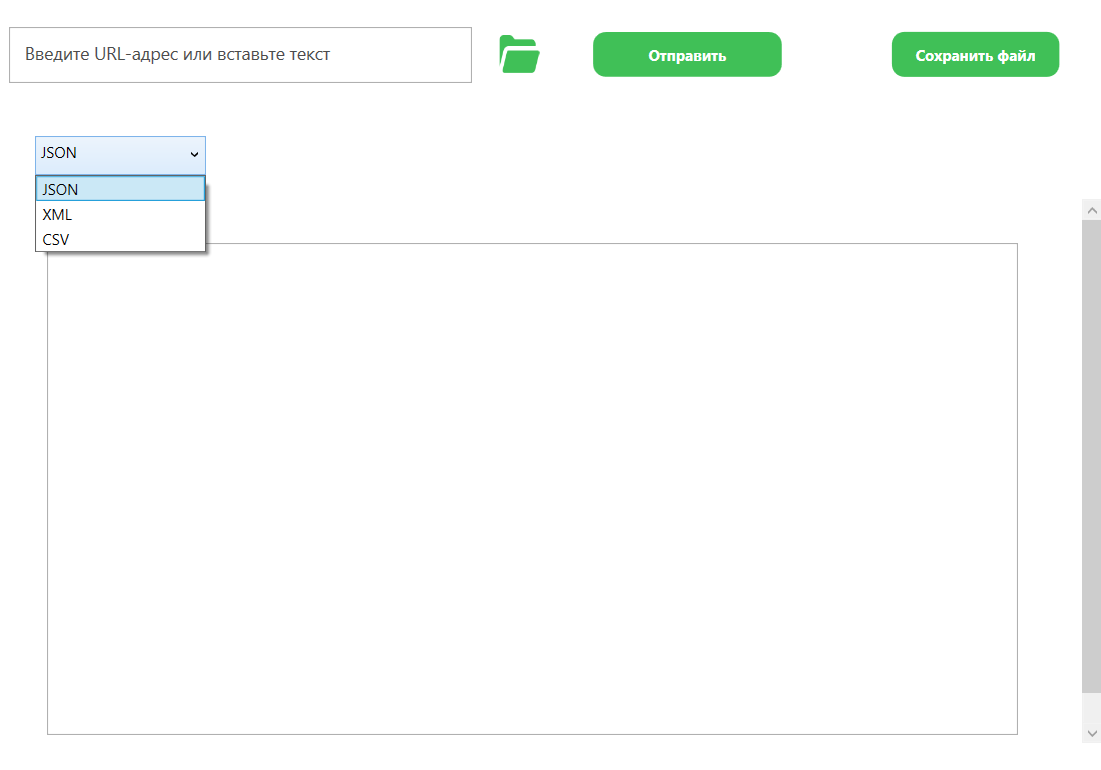 Введите URL-адрес или вставьте текст
Отправить
Сохранить файл
JSON
JSON
XML
CSV